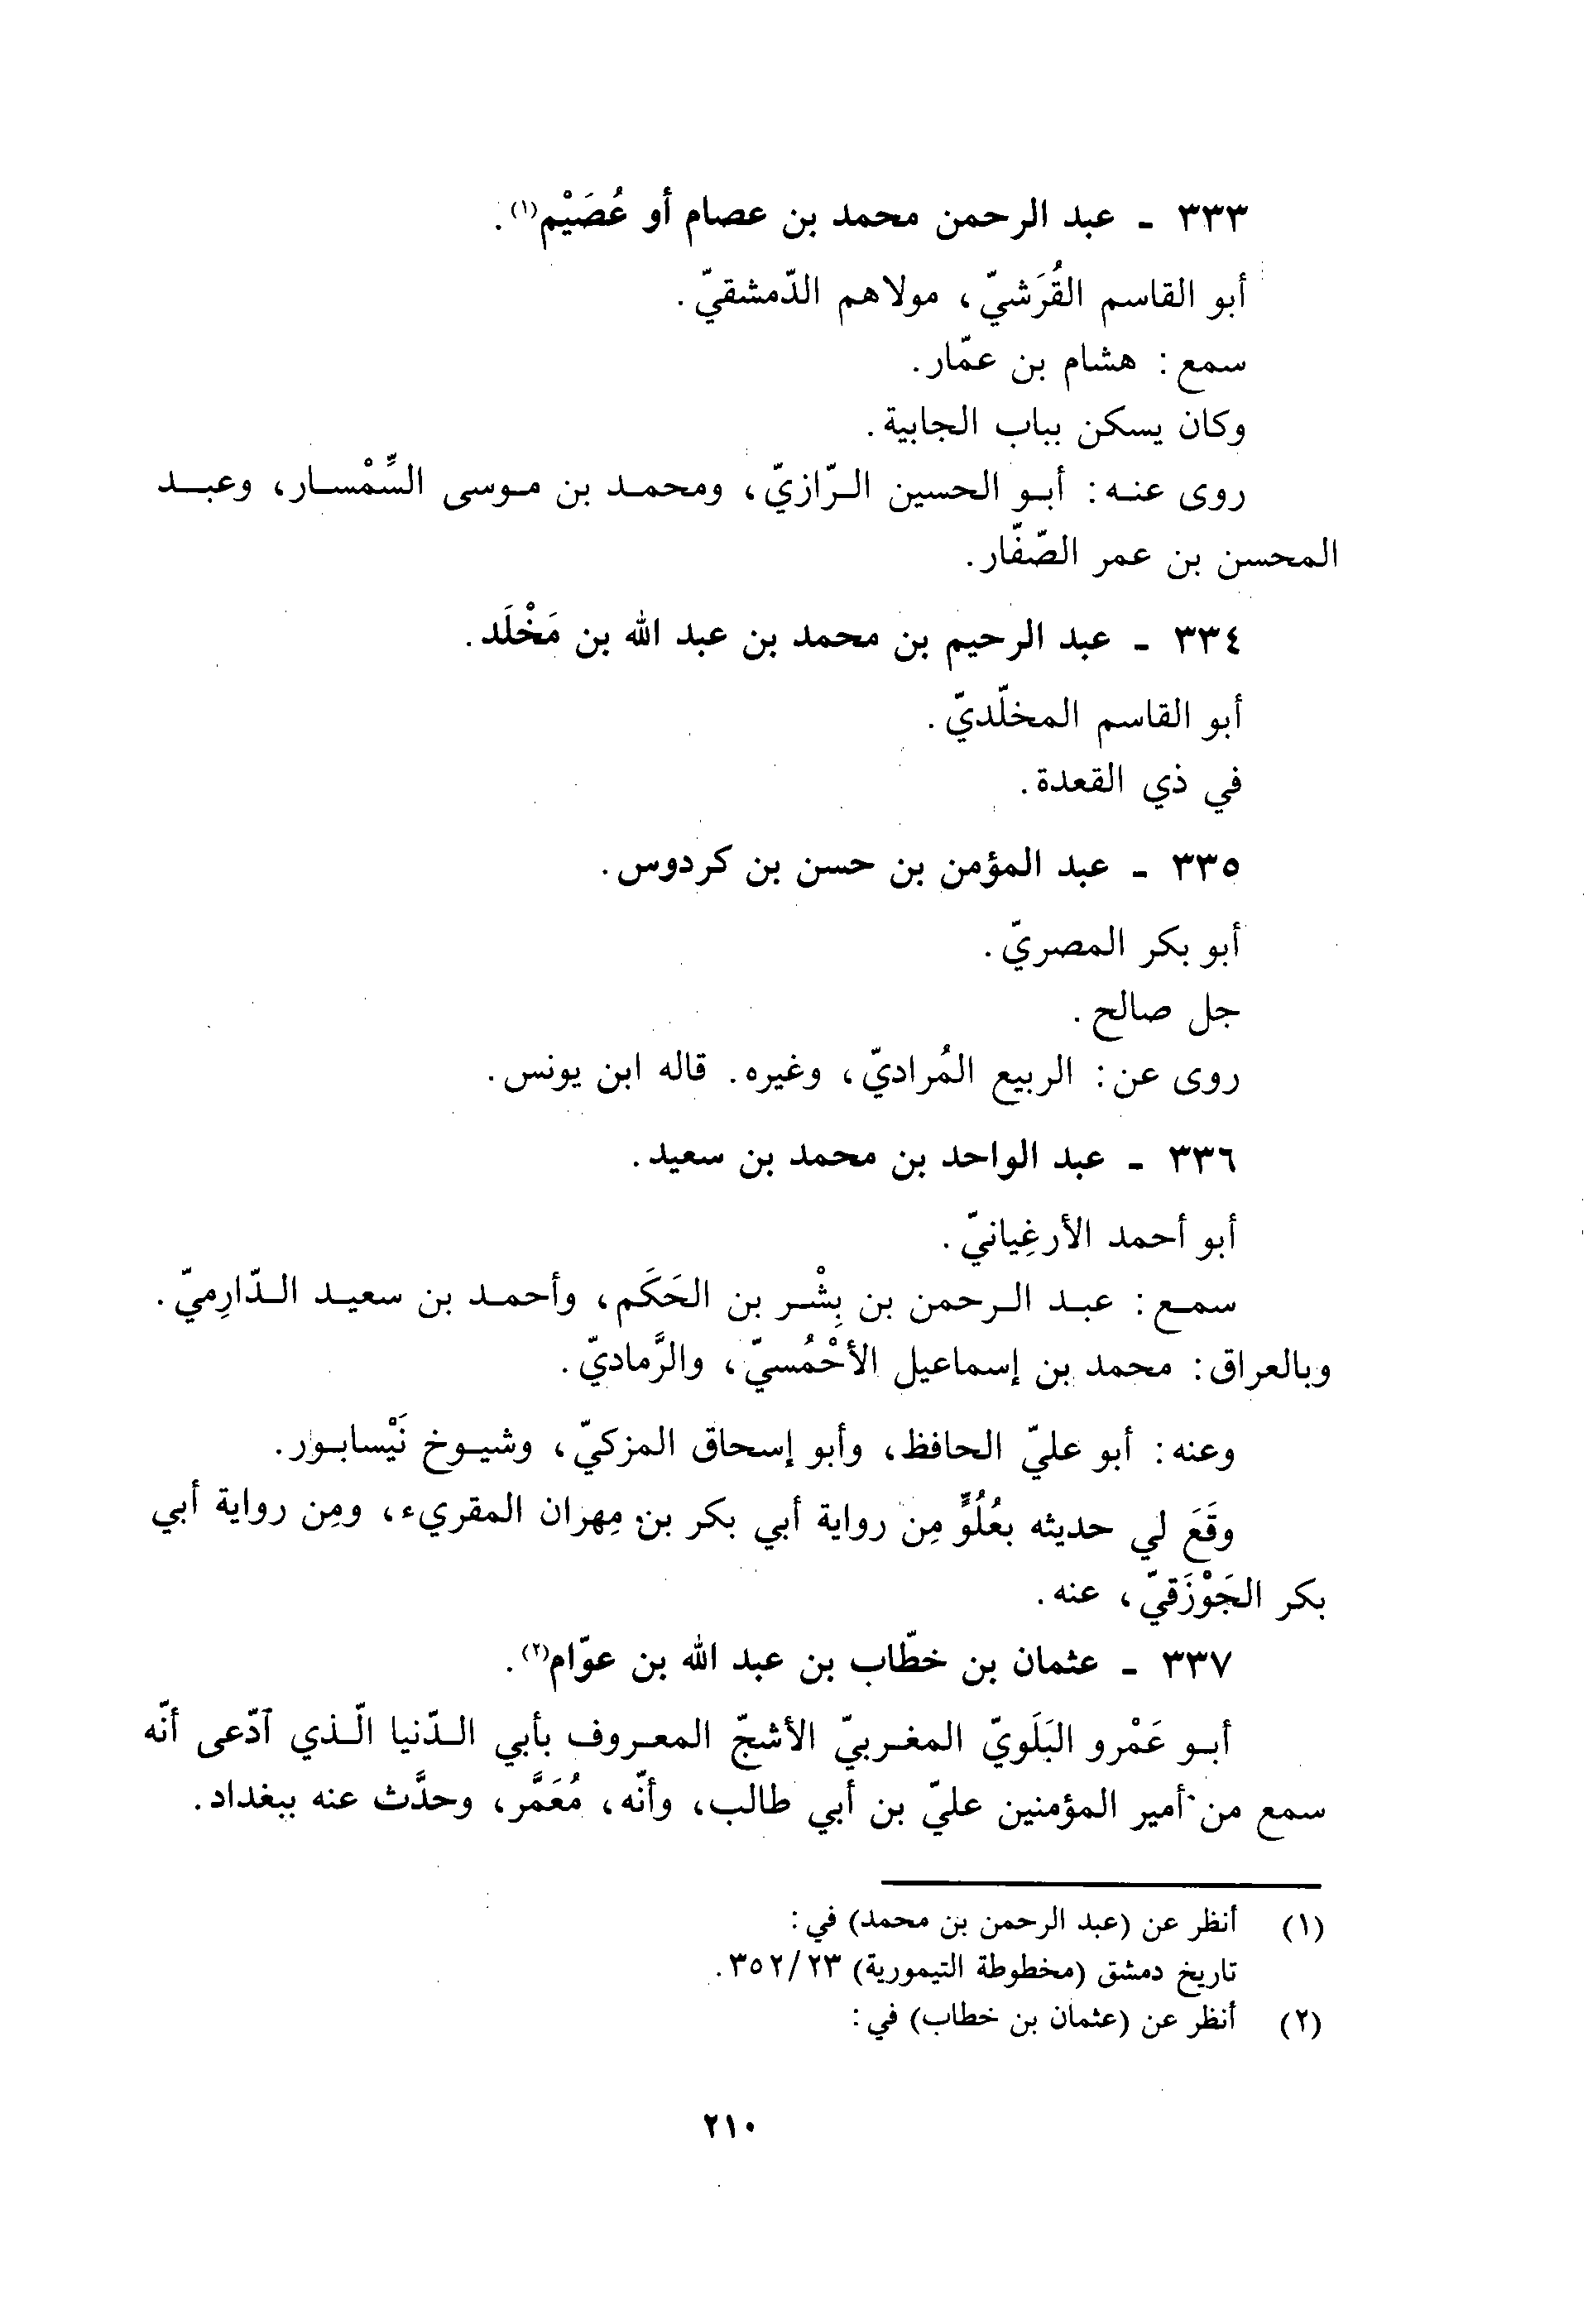 ٣٣٣ - عبد الرحمن محمد بن عصام أو عُصَيْم(١).
أبو القاسم القُرَشيّ، مولاهم الدّمشقيّ.
سمع: هشام بن عمّار.
وكان يسكن بباب الجابية.
روى عنه: أبو الحسين الرّازيّ، ومحمد بن موسى السِّمْسار، وعبد
المحسن بن عمر الصّفّار.
٣٣٤ - عبد الرحيم بن محمد بن عبد الله بن مَخْلَد.
أبو القاسم المخلّديّ.
في ذي القعدة.
٣٣٥ - عبد المؤمن بن حسن بن كردوس.
أبو بكر المصريّ.
جل صالح.
روى عن: الربيع المُراديّ، وغيره. قاله ابن يونس.
٣٣٦ - عبد الواحد بن محمد بن سعيد.
أبو أحمد الأرغِيانيّ.
سمع: عبد الرحمن بن بِشْر بن الحَكَم، وأحمد بن سعيد الدّارِميّ.
وبالعراق: محمد بن إسماعيل الأحْمُسيّ، والرَّماديّ.
وعنه: أبو عليّ الحافظ، وأبو إسحاق المزكيّ، وشيوخ نَيْسابور.
وقَعَ لي حديثه بعُلُوٍّ مِن رواية أبي بكر بن مِهران المقريء، ومِن رواية أبي
بكر الجَوْزَقيّ، عنه.
٣٣٧ - عثمان بن خطّاب بن عبد الله بن عوّام(٢).
أبو عَمْرو البَلَويّ المغربيّ الأشجّ المعروف بأبي الدّنيا الّذي آدّعى أنّه
سمع من أمير المؤمنين عليّ بن أبي طالب، وأنّه، مُعَمَّر، وحدَّث عنه ببغداد.
(١) أنظر عن (عبد الرحمن بن محمد) في:
تاريخ دمشق (مخطوطة التيمورية) ٣٥٢/٢٣.
(٢) أنظر عن (عثمان بن خطاب) في:
٢١٠